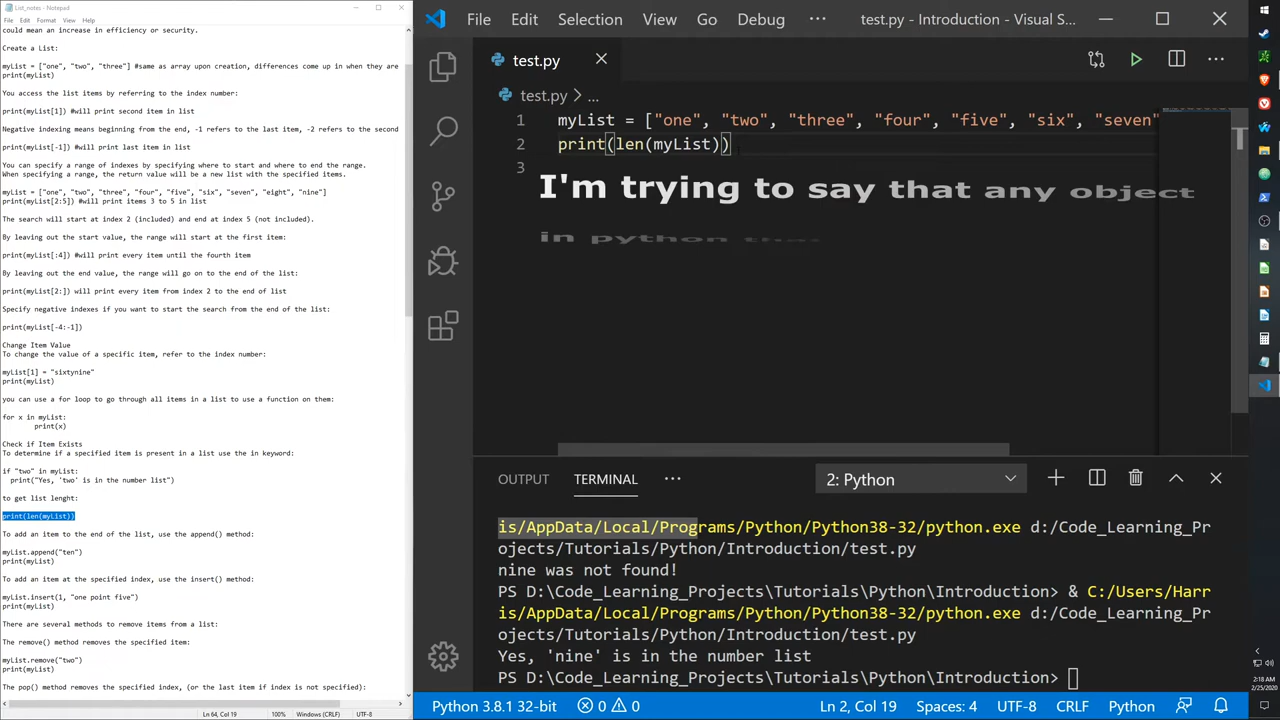 List_notes - Notepad
File Edit Format View Help
could mean an increase in efficiency or security.
Create a List:
myList = ["one", "two", "three"] #same as array upon creation, differences come up in when they are
print(myList)
You access the list items by referring to the index number:
print(myList[1]) #will print second item in list
Negative indexing means beginning from the end, -1 refers to the last item, -2 refers to the second
print(myList[-1]) #will print last item in list
You can specify a range of indexes by specifying where to start and where to end the range.
When specifying a range, the return value will be a new list with the specified items.
myList = ["one", "two", "three", "four", "five", "six", "seven", "eight", "nine"]
print(myList[2:5]) #will print items 3 to 5 in list
The search will start at index 2 (included) and end at index 5 (not included).
By leaving out the start value, the range will start at the first item:
print(myList[:4]) #will print every item until the fourth item
By leaving out the end value, the range will go on to the end of the list:
print(myList[2:]) will print every item from index 2 to the end of list
Specify negative indexes if you want to start the search from the end of the list:
print(myList[-4:-1])
Change Item Value
To change the value of a specific item, refer to the index number:
myList[1] = "sixtynine"
print(myList)
you can use a for loop to go through all items in a list to use a function on them:
for x in myList:
print(x)
Check if Item Exists
To determine if a specified item is present in a list use the in keyword:
if "two" in myList:
print("Yes, 'two' is in the number list")
to get list lenght:
print(len(myList))
To add an item to the end of the list, use the append() method:
myList.append("ten")
print(myList)
To add an item at the specified index, use the insert() method:
myList.insert(1, "one point five")
print(myList)
There are several methods to remove items from a list:
The remove() method removes the specified item:
myList.remove("two")
print(myList)
The pop() method removes the specified index, (or the last item if index is not specified):
Ln 64, Col 19 100% Windows (CRLF) UTF-8
File Edit Selection View Go Debug ··· test.py - Introduction - Visual S...
test.py
test.py > ...
1 myList = ["one", "two", "three", "four", "five", "six", "seven"
2 print(len(myList))
3
I'm trying to say that any object
in python that
OUTPUT TERMINAL ··· 2: Python
is/AppData/Local/Programs/Python/Python38-32/python.exe d:/Code_Learning_Pr
ojects/Tutorials/Python/Introduction/test.py
nine was not found!
PS D:\Code_Learning_Projects\Tutorials\Python\Introduction> & C:/Users/Harr
is/AppData/Local/Programs/Python/Python38-32/python.exe d:/Code_Learning_Pr
ojects/Tutorials/Python/Introduction/test.py
Yes, 'nine' is in the number list
PS D:\Code_Learning_Projects\Tutorials\Python\Introduction>
Python 3.8.1 32-bit 0 0 Ln 2, Col 19 Spaces: 4 UTF-8 CRLF Python
2:18 AM
2/25/2020